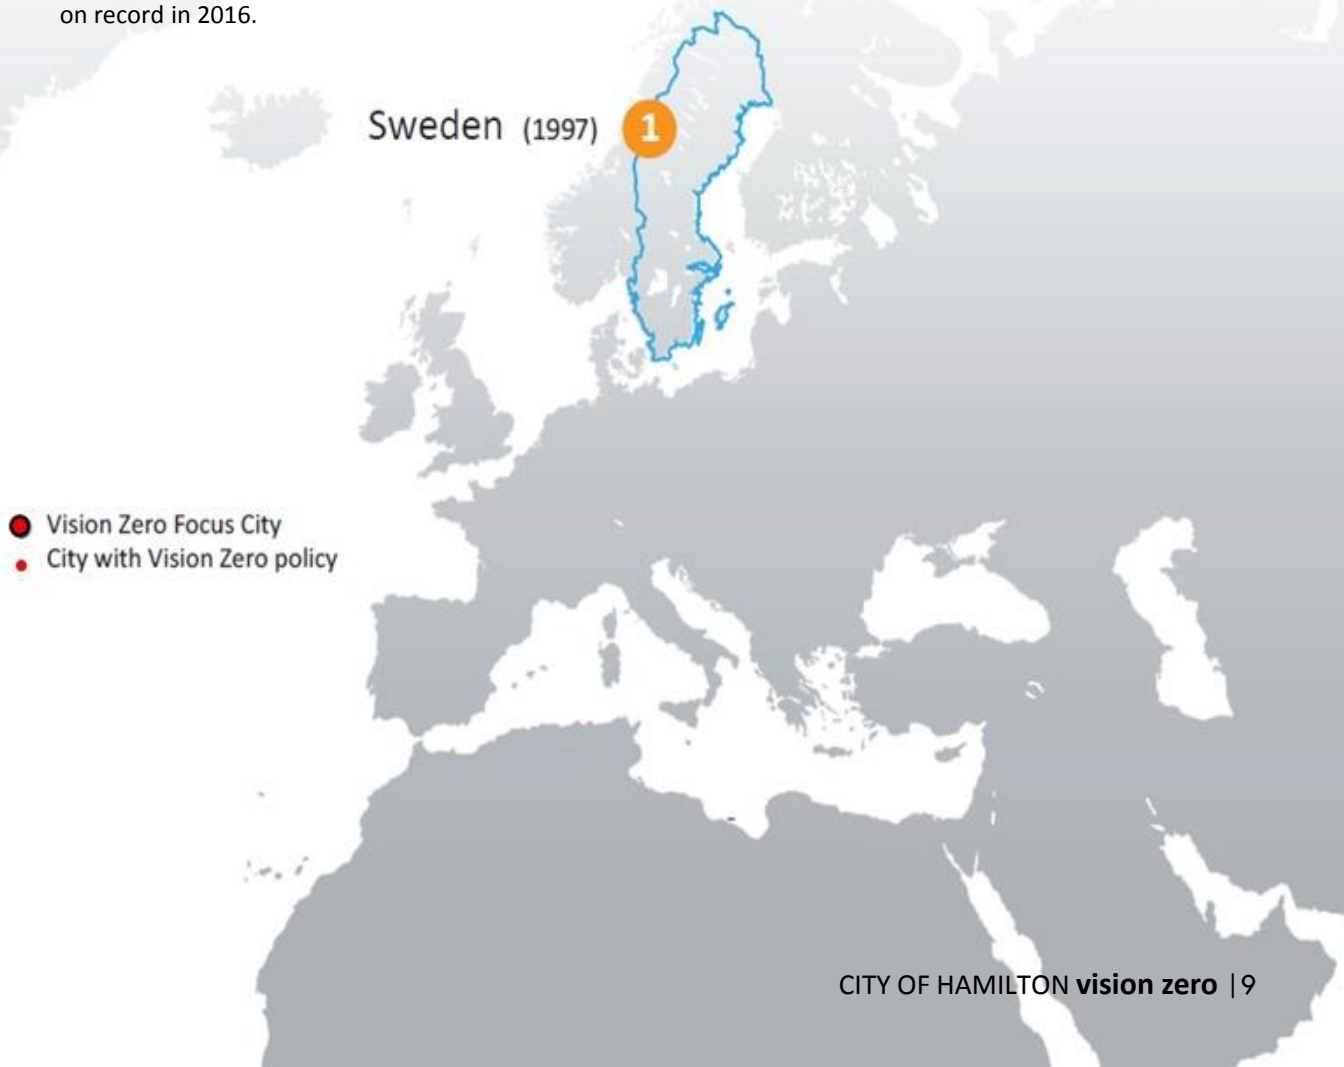 on record in 2016.
Sweden (1997) 1
Vision Zero Focus City
City with Vision Zero policy
CITY OF HAMILTON vision zero |9